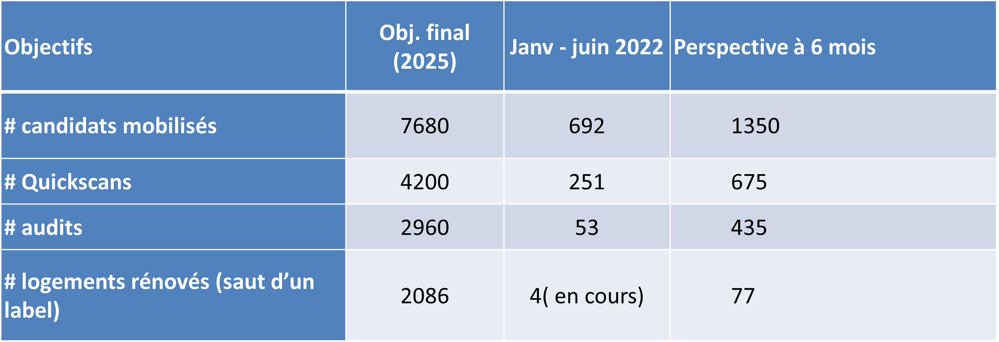 Objectifs
Obj. final
(2025)
Janv - juin 2022
Perspective à 6 mois
# candidats mobilisés
7680
692
1350
# Quickscans
4200
251
675
# audits
2960
53
435
# logements rénovés (saut d’un
label)
2086
4( en cours)
77